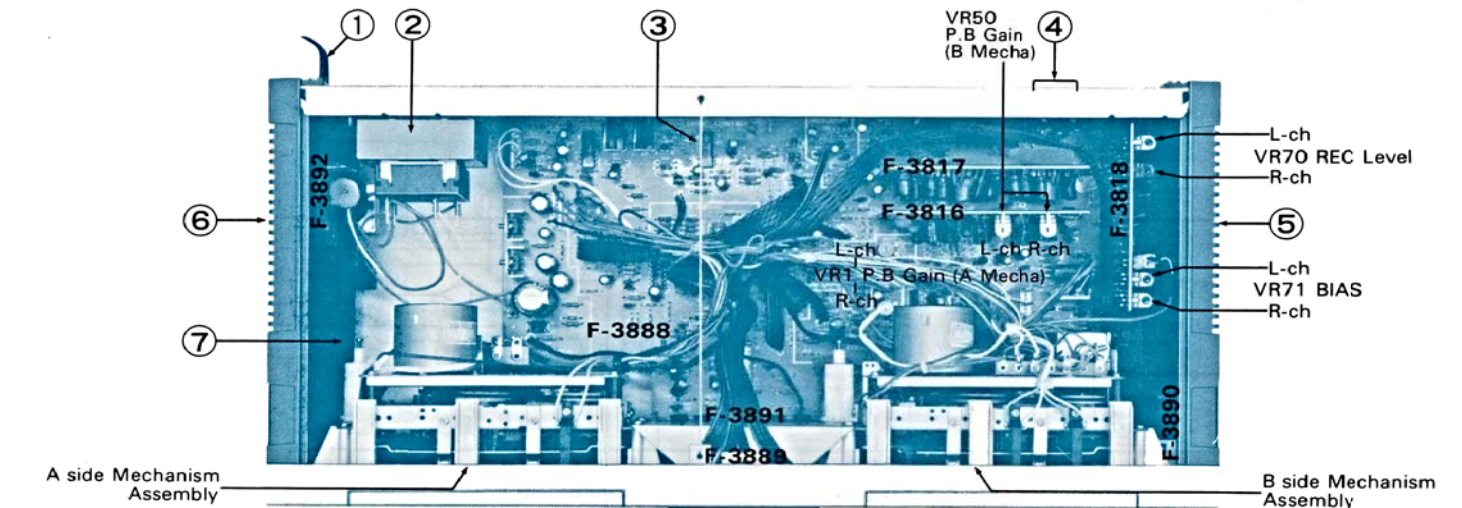 ①
②
③
VR50
P.B Gain
(B Mecha)
④
L-ch
VR70 REC Level
R-ch
F-3892
F-3817
F-3818
F-3816
⑥
⑤
L-ch
L-ch R-ch
VR1 P.B Gain (A Mecha)
R-ch
L-ch
VR71 BIAS
R-ch
F-3888
⑦
F-3891
F-3890
F-3889
A side Mechanism
Assembly
B side Mechanism
Assembly